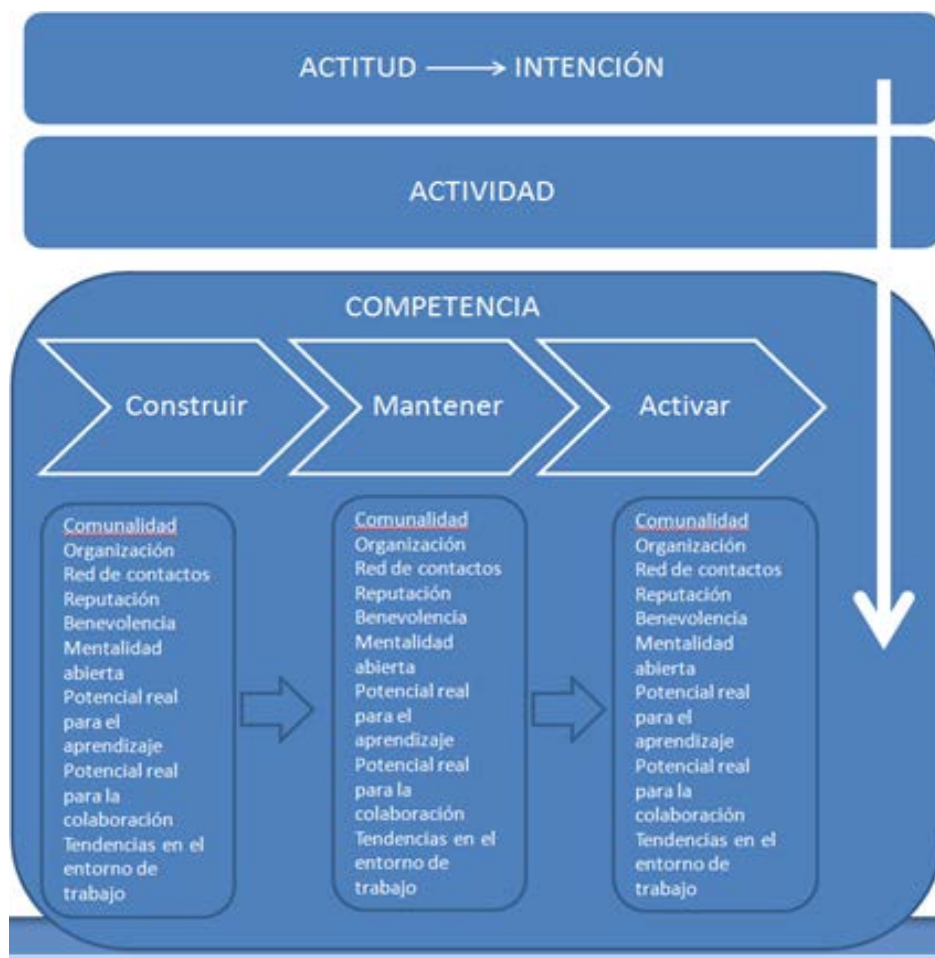 ACTITUD → INTENCIÓN
ACTIVIDAD
COMPETENCIA
Construir
Mantener
Activar
Comunalidad
Organización
Red de contactos
Reputación
Benevolencia
Mentalidad
abierta
Potencial real
para el
aprendizaje
Potencial real
para la
colaboración
Tendencias en el
entorno de
trabajo
Comunalidad
Organización
Red de contactos
Reputación
Benevolencia
Mentalidad
abierta
Potencial real
para el
aprendizaje
Potencial real
para la
colaboración
Tendencias en el
entorno de
trabajo
Comunalidad
Organización
Red de contactos
Reputación
Benevolencia
Mentalidad
abierta
Potencial real
para el
aprendizaje
Potencial real
para la
colaboración
Tendencias en el
entorno de
trabajo